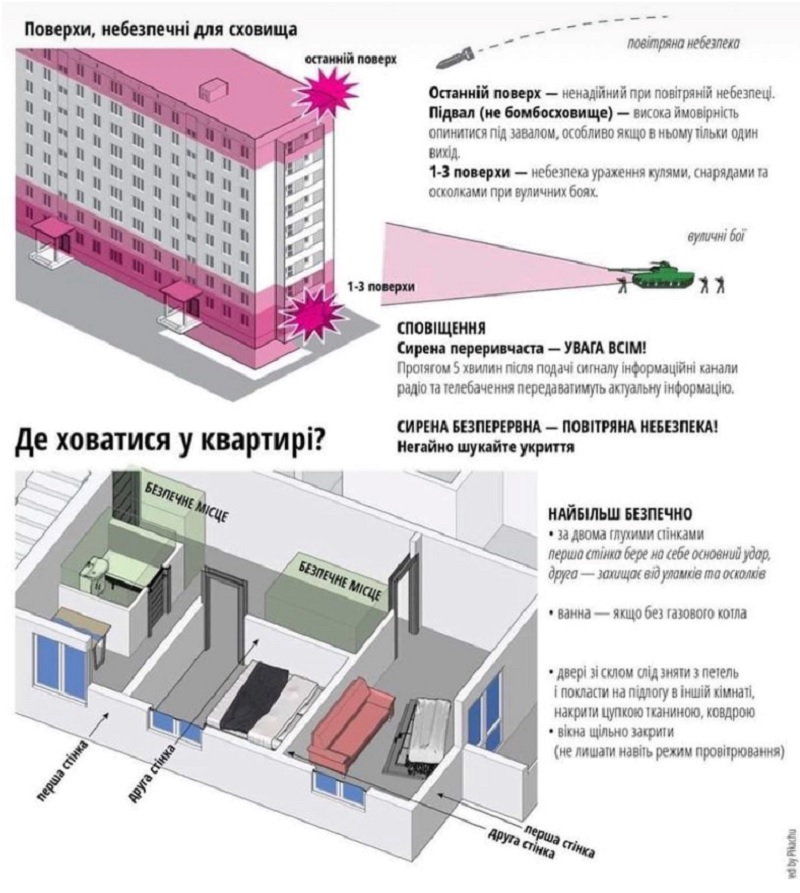 Поверхи, небезпечні для сховища
останній поверх
повітряна небезпека
Останній поверх — ненадійний при повітряній небезпеці.
Підвал (не бомбосховище) — висока ймовірність
опинитися під завалом, особливо якщо в ньому тільки один
вихід.
1-3 поверхи — небезпека ураження кулями, снарядами та
осколками при вуличних боях.
вуличні бої
1-3 поверхи
СПОВІЩЕННЯ
Сирена переривчаста — УВАГА ВСІМ!
Протягом 5 хвилин після подачі сигналу інформаційні канали
радіо та телебачення передаватимуть актуальну інформацію.
СИРЕНА БЕЗПЕРЕРВНА — ПОВІТРЯНА НЕБЕЗПЕКА!
Негайно шукайте укриття
Де ховатися у квартирі?
БЕЗПЕЧНЕ МІСЦЕ
БЕЗПЕЧНЕ МІСЦЕ
НАЙБІЛЬШ БЕЗПЕЧНО
• за двома глухими стінками
перша стінка бере на себе основний удар,
друга — захищає від уламків та осколків
• ванна — якщо без газового котла
• двері зі склом слід зняти з петель
і покласти на підлогу в іншій кімнаті,
накрити цупкою тканиною, ковдрою
• вікна щільно закрити
(не лишати навіть режим провітрювання)
перша стінка
друга стінка
перша стінка
друга стінка
ed by Pikachu